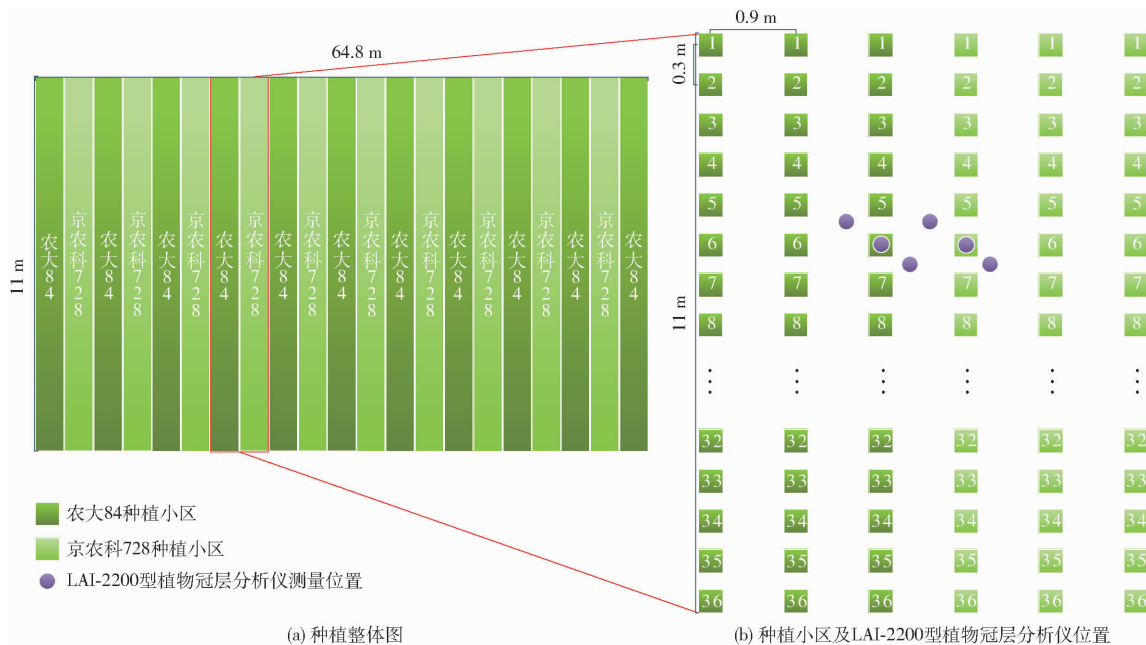 64.8 m
11 m
农大84
京农科728
农大84
京农科728
农大84
京农科728
农大84
京农科728
农大84
京农科728
农大84
京农科728
农大84
京农科728
农大84
京农科728
农大84
京农科728
农大84
京农科728
农大84
农大84种植小区
京农科728种植小区
LAI-2200型植物冠层分析仪测量位置
(a) 种植整体图
0.9 m
0.3 m
11 m
1 1 1 1 1 1
2 2 2 2 2 2
3 3 3 3 3 3
4 4 4 4 4 4
5 5 5 5 5 5
6 6 6 6
7 7 7 7 7 7
8 8 8 8 8 8
32 32 32 32 32 32
33 33 33 33 33 33
34 34 34 34 34 34
35 35 35 35 35 35
36 36 36 36 36 36
(b) 种植小区及LAI-2200型植物冠层分析仪位置